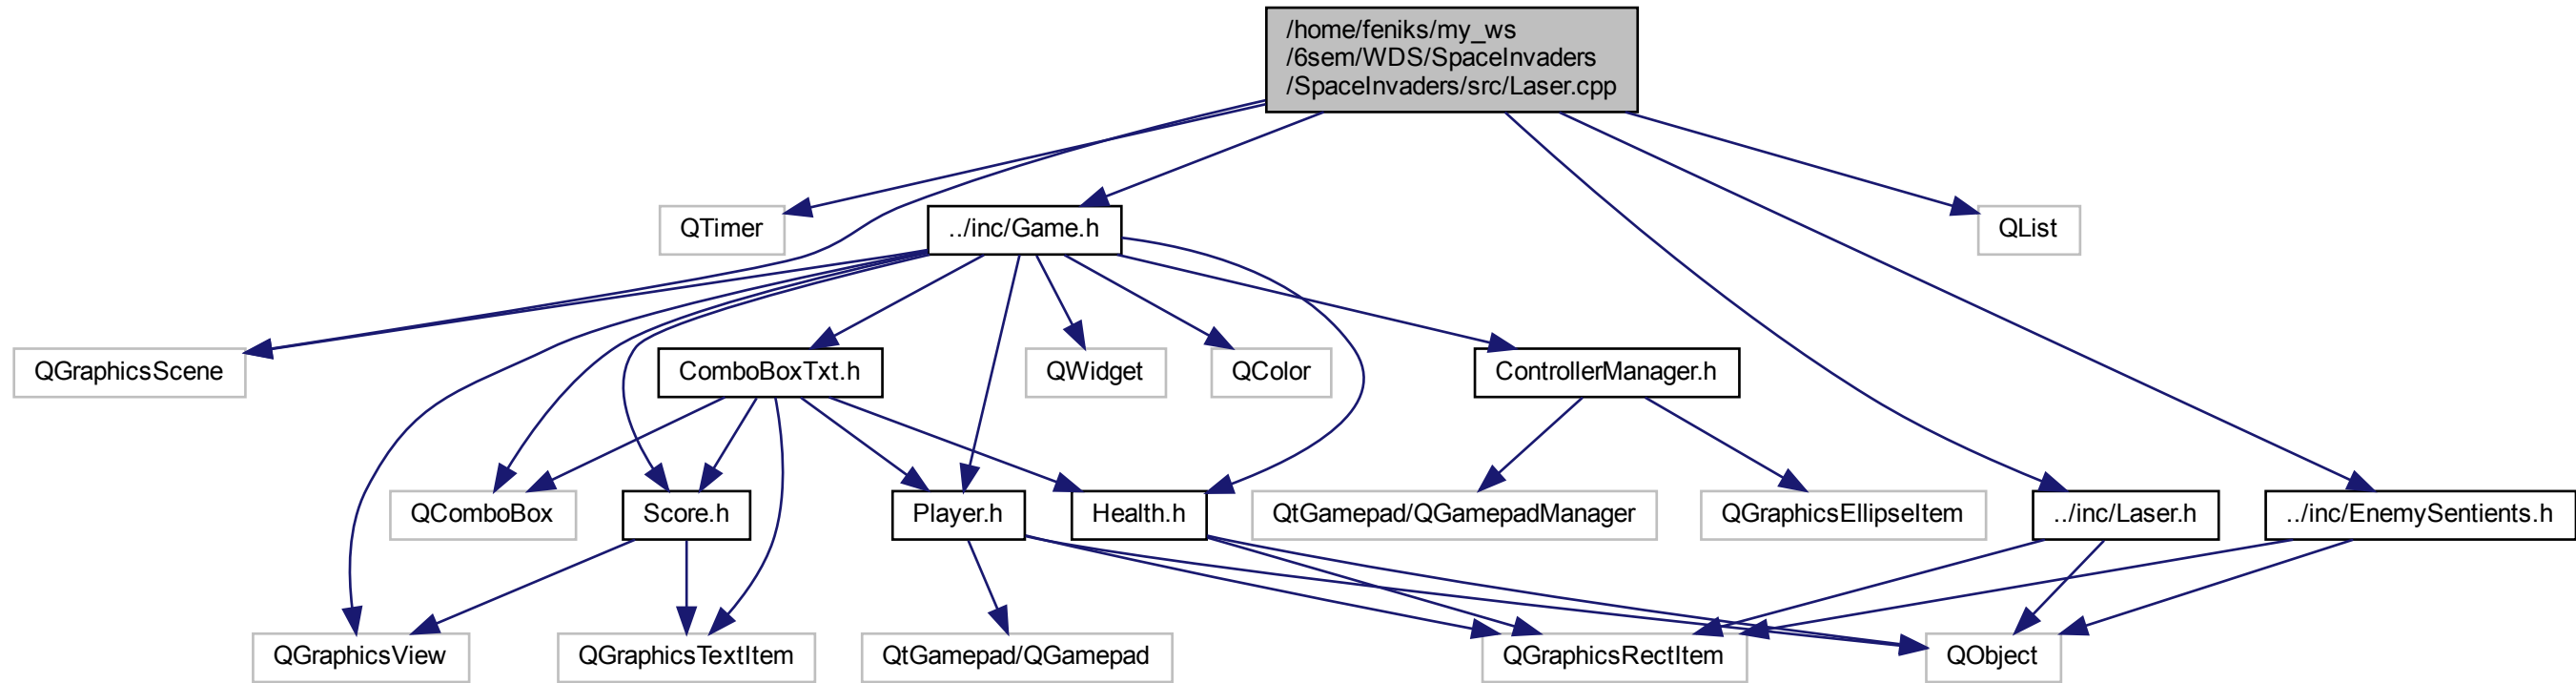 /home/feniks/my_ws
/6sem/WDS/SpaceInvaders
/SpaceInvaders/src/Laser.cpp
QTimer
../inc/Game.h
QList
QGraphicsScene
ComboBoxTxt.h
QWidget
QColor
ControllerManager.h
QComboBox
Score.h
Player.h
Health.h
QtGamepad/QGamepadManager
QGraphicsEllipseItem
../inc/Laser.h
../inc/EnemySentients.h
QGraphicsView
QGraphicsTextItem
QtGamepad/QGamepad
QGraphicsRectItem
QObject